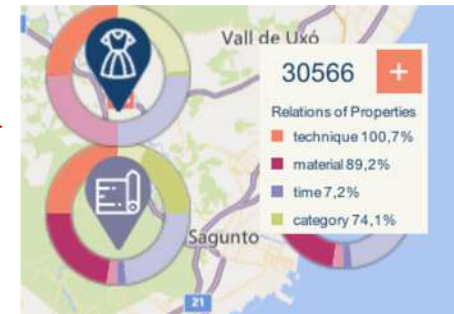 Vall de Uxó
30566 +
Relations of Properties
technique 100,7%
material 89,2%
time 7,2%
category 74,1%
Sagunto
21